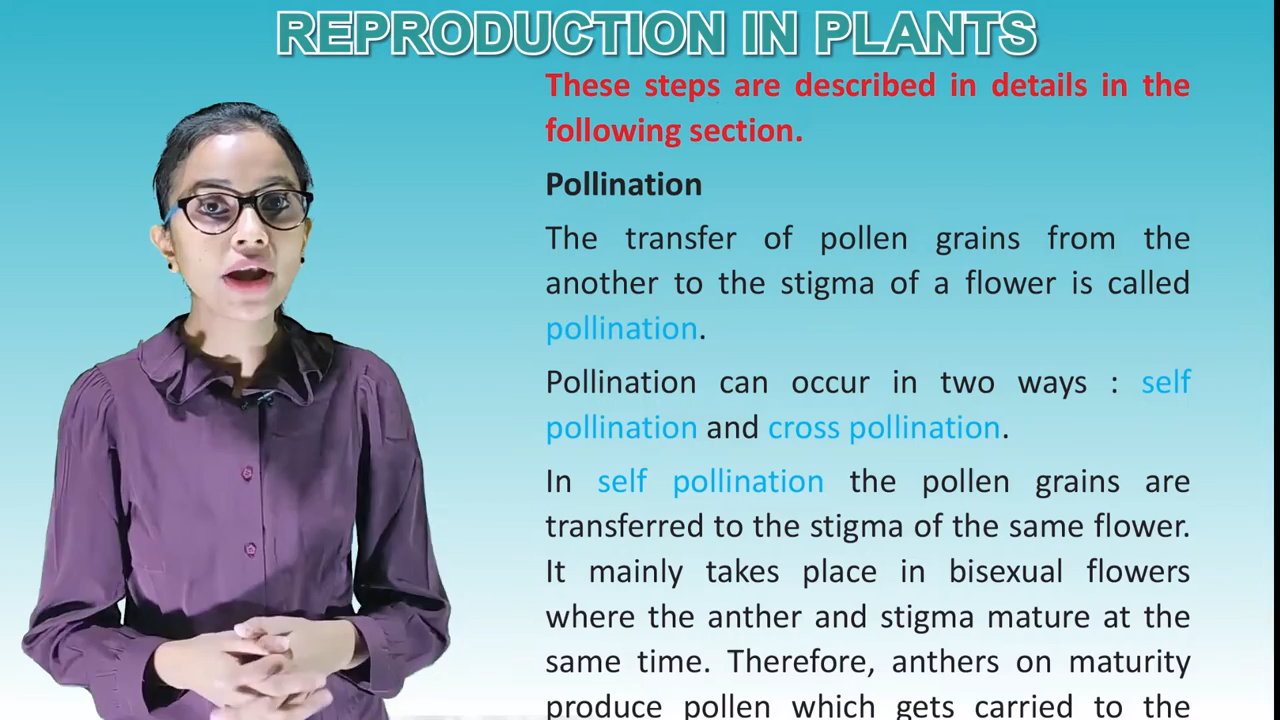 REPRODUCTION IN PLANTS
These steps are described in details in the
following section.
Pollination
The transfer of pollen grains from the
another to the stigma of a flower is called
pollination.
Pollination can occur in two ways : self
pollination and cross pollination.
In self pollination the pollen grains are
transferred to the stigma of the same flower.
It mainly takes place in bisexual flowers
where the anther and stigma mature at the
same time. Therefore, anthers on maturity
produce pollen which gets carried to the